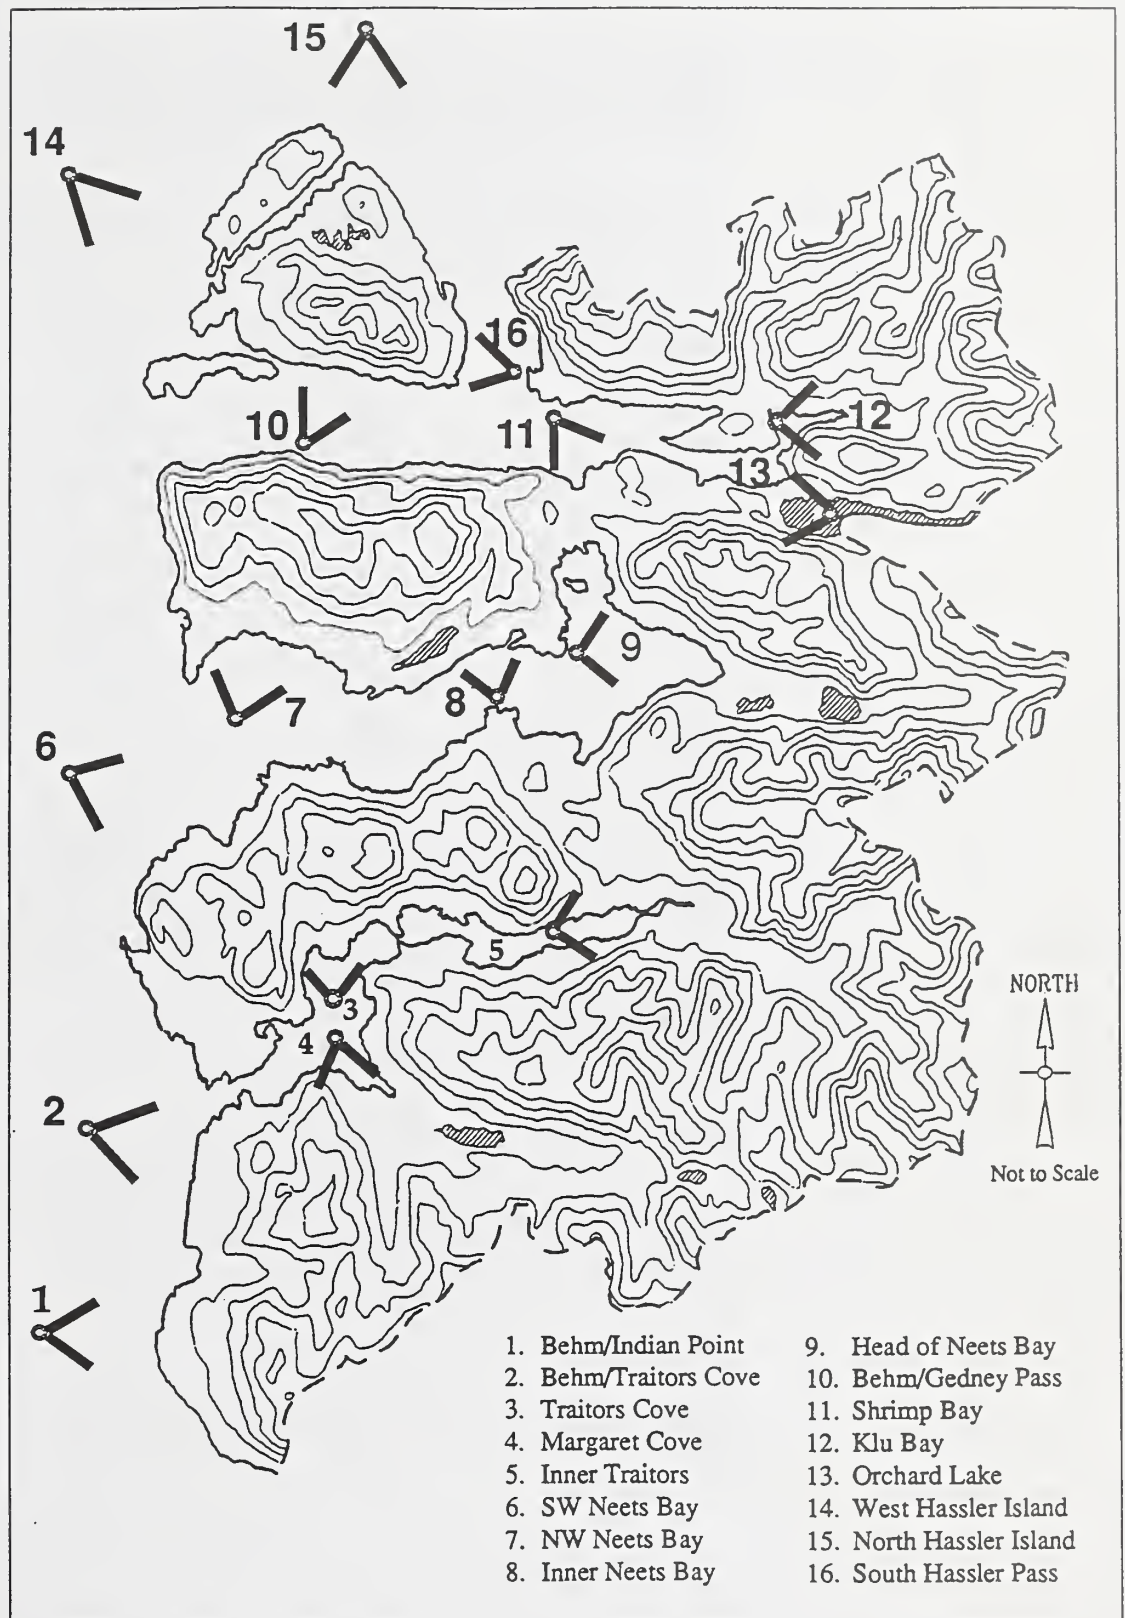 15
14
16
10
11
12
13
9
8
7
6
5
3
4
NORTH
2
Not to Scale
1
1. Behm/Indian Point
2. Behm/Traitors Cove
3. Traitors Cove
4. Margaret Cove
5. Inner Traitors
6. SW Neets Bay
7. NW Neets Bay
8. Inner Neets Bay
9. Head of Neets Bay
10. Behm/Gedney Pass
11. Shrimp Bay
12. Klu Bay
13. Orchard Lake
14. West Hassler Island
15. North Hassler Island
16. South Hassler Pass